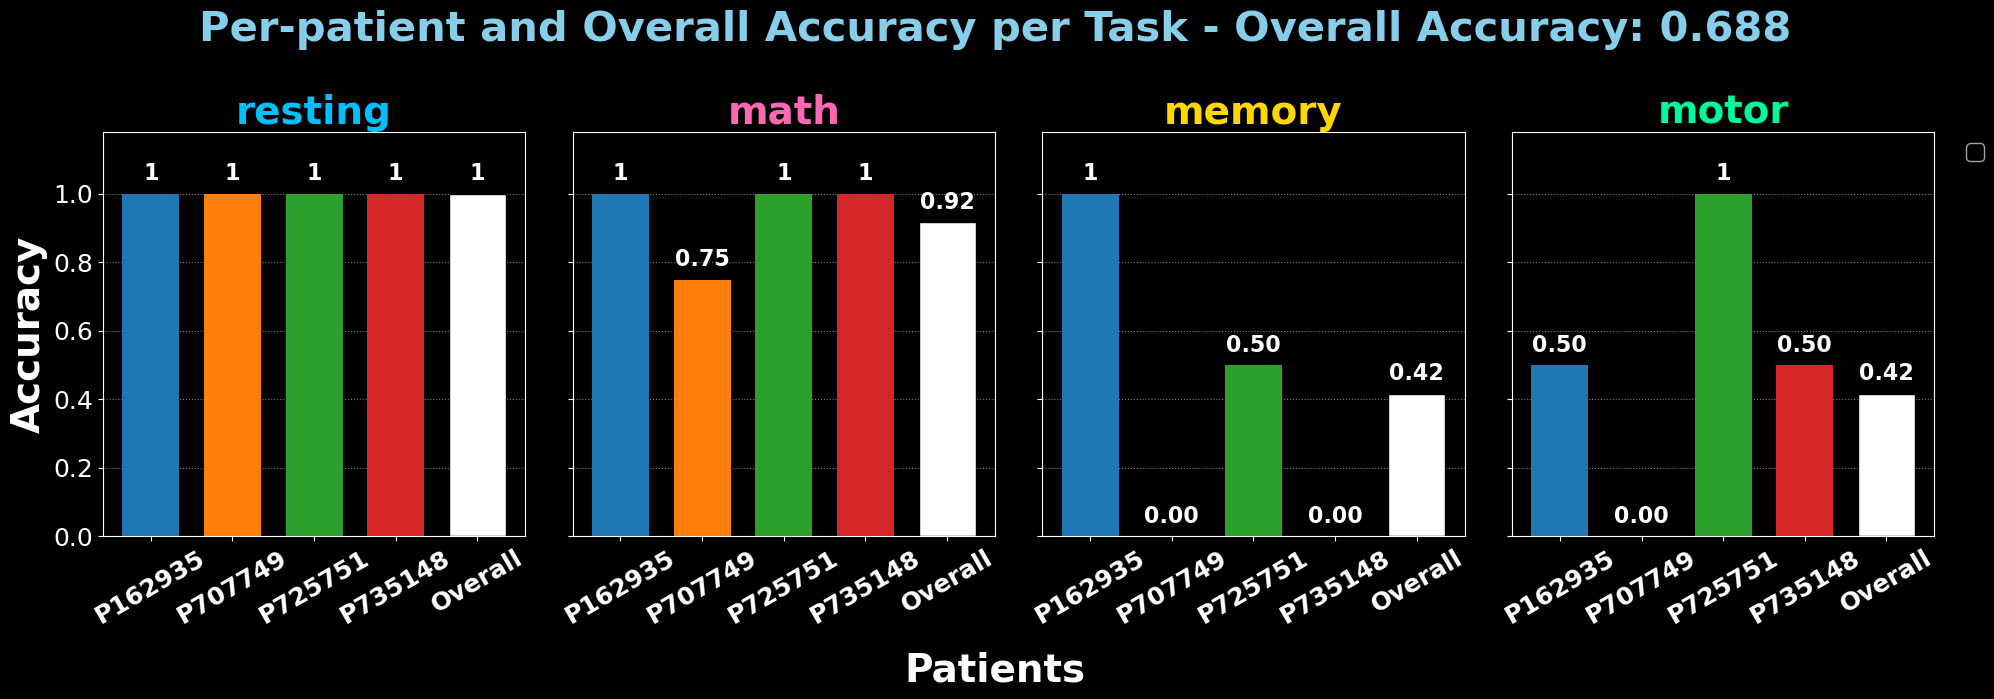 Per-patient and Overall Accuracy per Task - Overall Accuracy: 0.688
resting
math
memory
motor
Accuracy
1.0
0.8
0.6
0.4
0.2
0.0
1 1 1 1 1
1 0.75 1 1 0.92
1 0.00 0.50 0.00 0.42
0.50 0.00 1 0.50 0.42
P162935 P707749 P725751 P735148 Overall
P162935 P707749 P725751 P735148 Overall
P162935 P707749 P725751 P735148 Overall
P162935 P707749 P725751 P735148 Overall
Patients